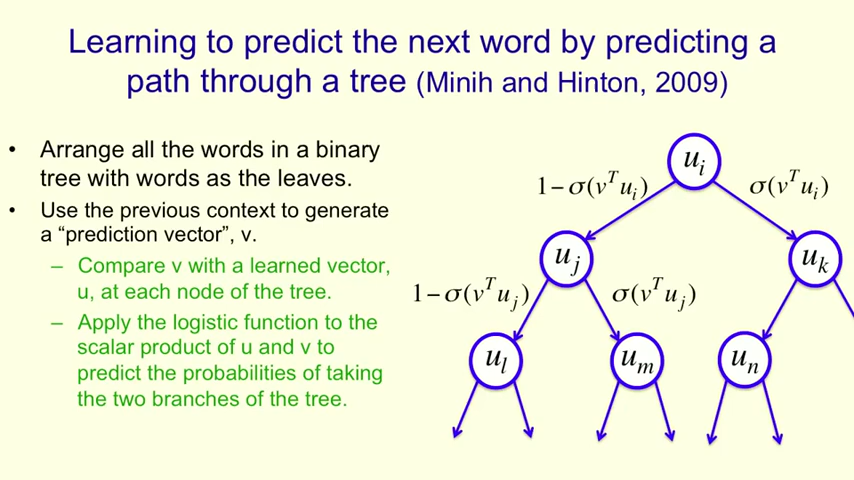 Learning to predict the next word by predicting a
path through a tree (Minih and Hinton, 2009)
• Arrange all the words in a binary
tree with words as the leaves.
• Use the previous context to generate
a “prediction vector”, v.
– Compare v with a learned vector,
u, at each node of the tree.
– Apply the logistic function to the
scalar product of u and v to
predict the probabilities of taking
the two branches of the tree.
u_i
1−σ(v^T u_i)
σ(v^T u_i)
u_j
u_k
1−σ(v^T u_j)
σ(v^T u_j)
u_l
u_m
u_n